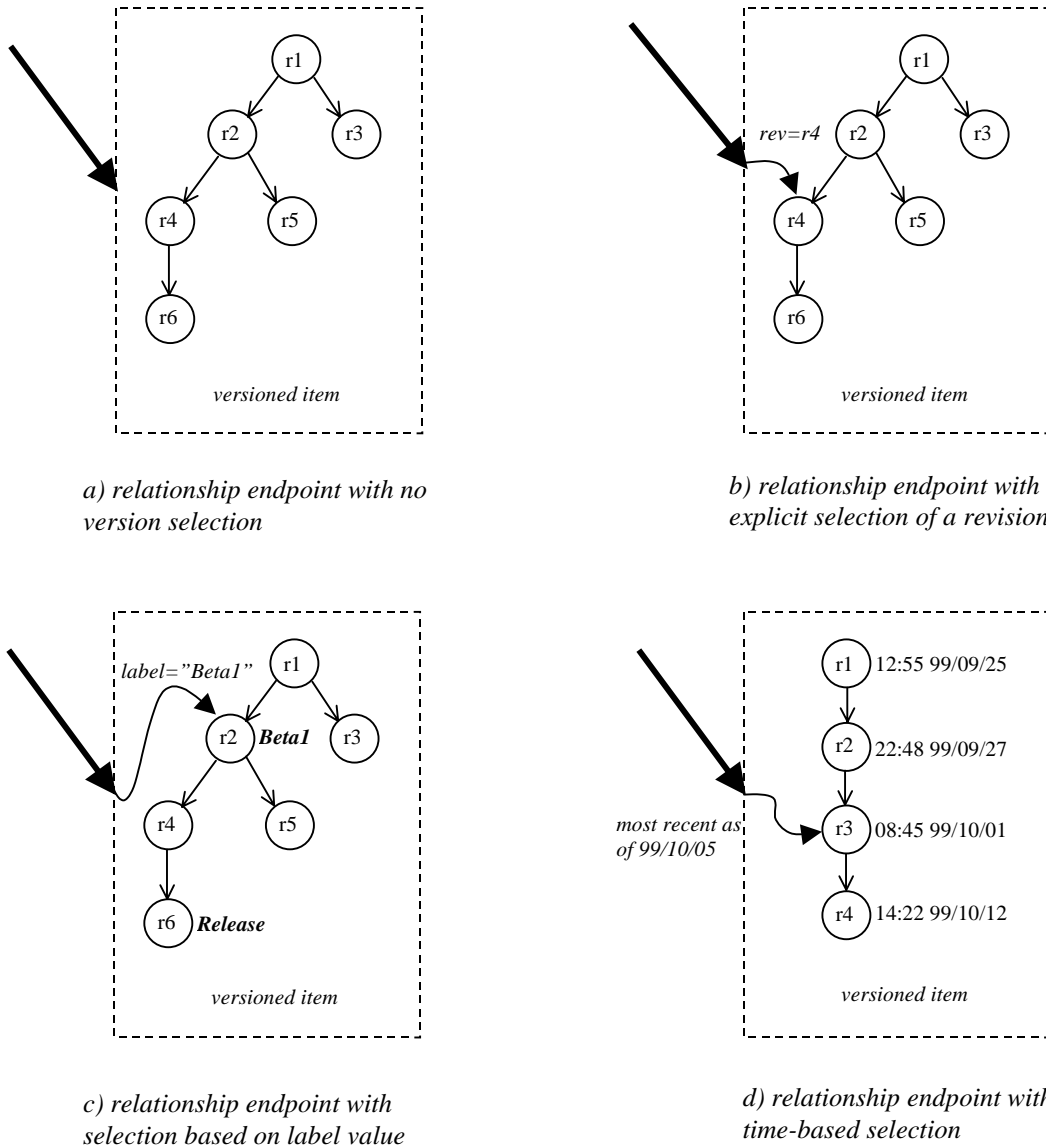 r1
r2
r3
r4
r5
r6
versioned item
a) relationship endpoint with no
version selection
r1
rev=r4
r2
r3
r4
r5
r6
versioned item
b) relationship endpoint with
explicit selection of a revision
label=”Beta1”
r1
r2 Beta1
r3
r4
r5
r6 Release
versioned item
c) relationship endpoint with
selection based on label value
r1 12:55 99/09/25
r2 22:48 99/09/27
most recent as
of 99/10/05
r3 08:45 99/10/01
r4 14:22 99/10/12
versioned item
d) relationship endpoint with
time-based selection